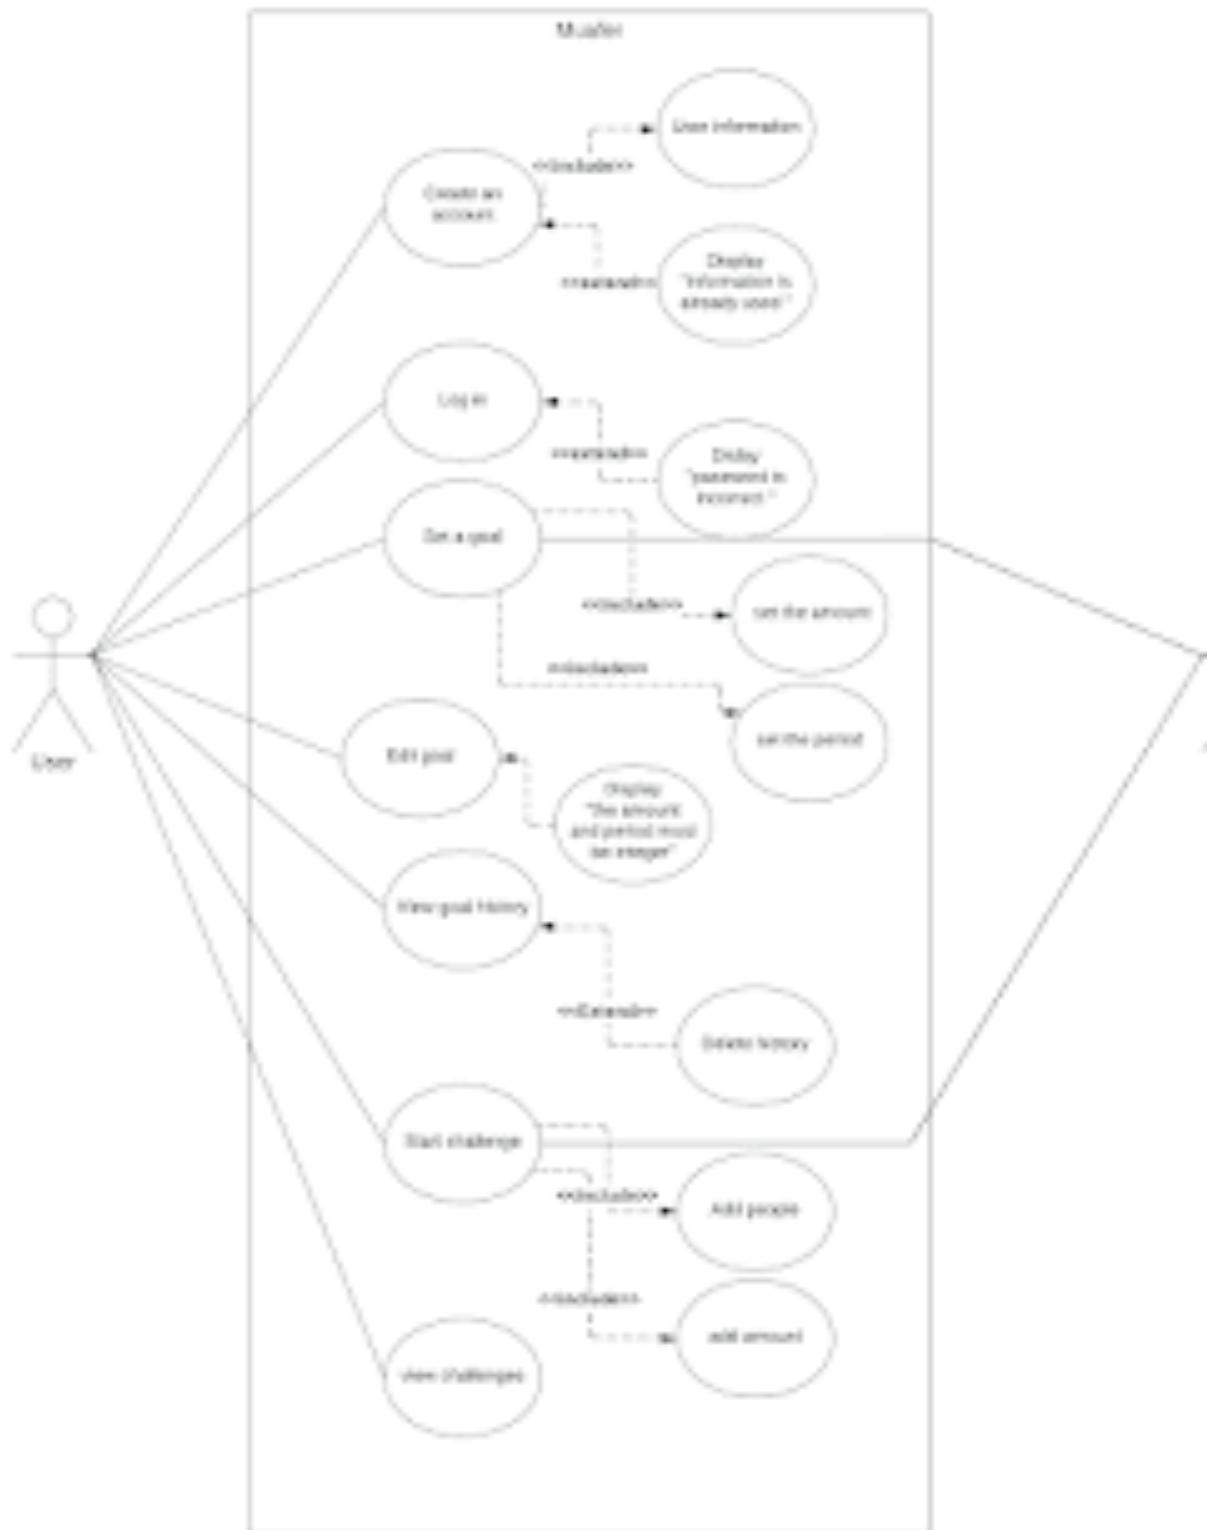 User information
<<include>>
Create an
account
Display
"information is
already used"
<<extend>>
Log in
<<extend>>
"password is
incorrect"
Set a goal
<<include>>
set the amount
<<include>>
set the period
User
Edit goal
Display
"the amount
and period must
be integer"
View goal history
<<Extend>>
Delete history
Start challenge
<<include>>
Add people
<<include>>
add amount
view challenges